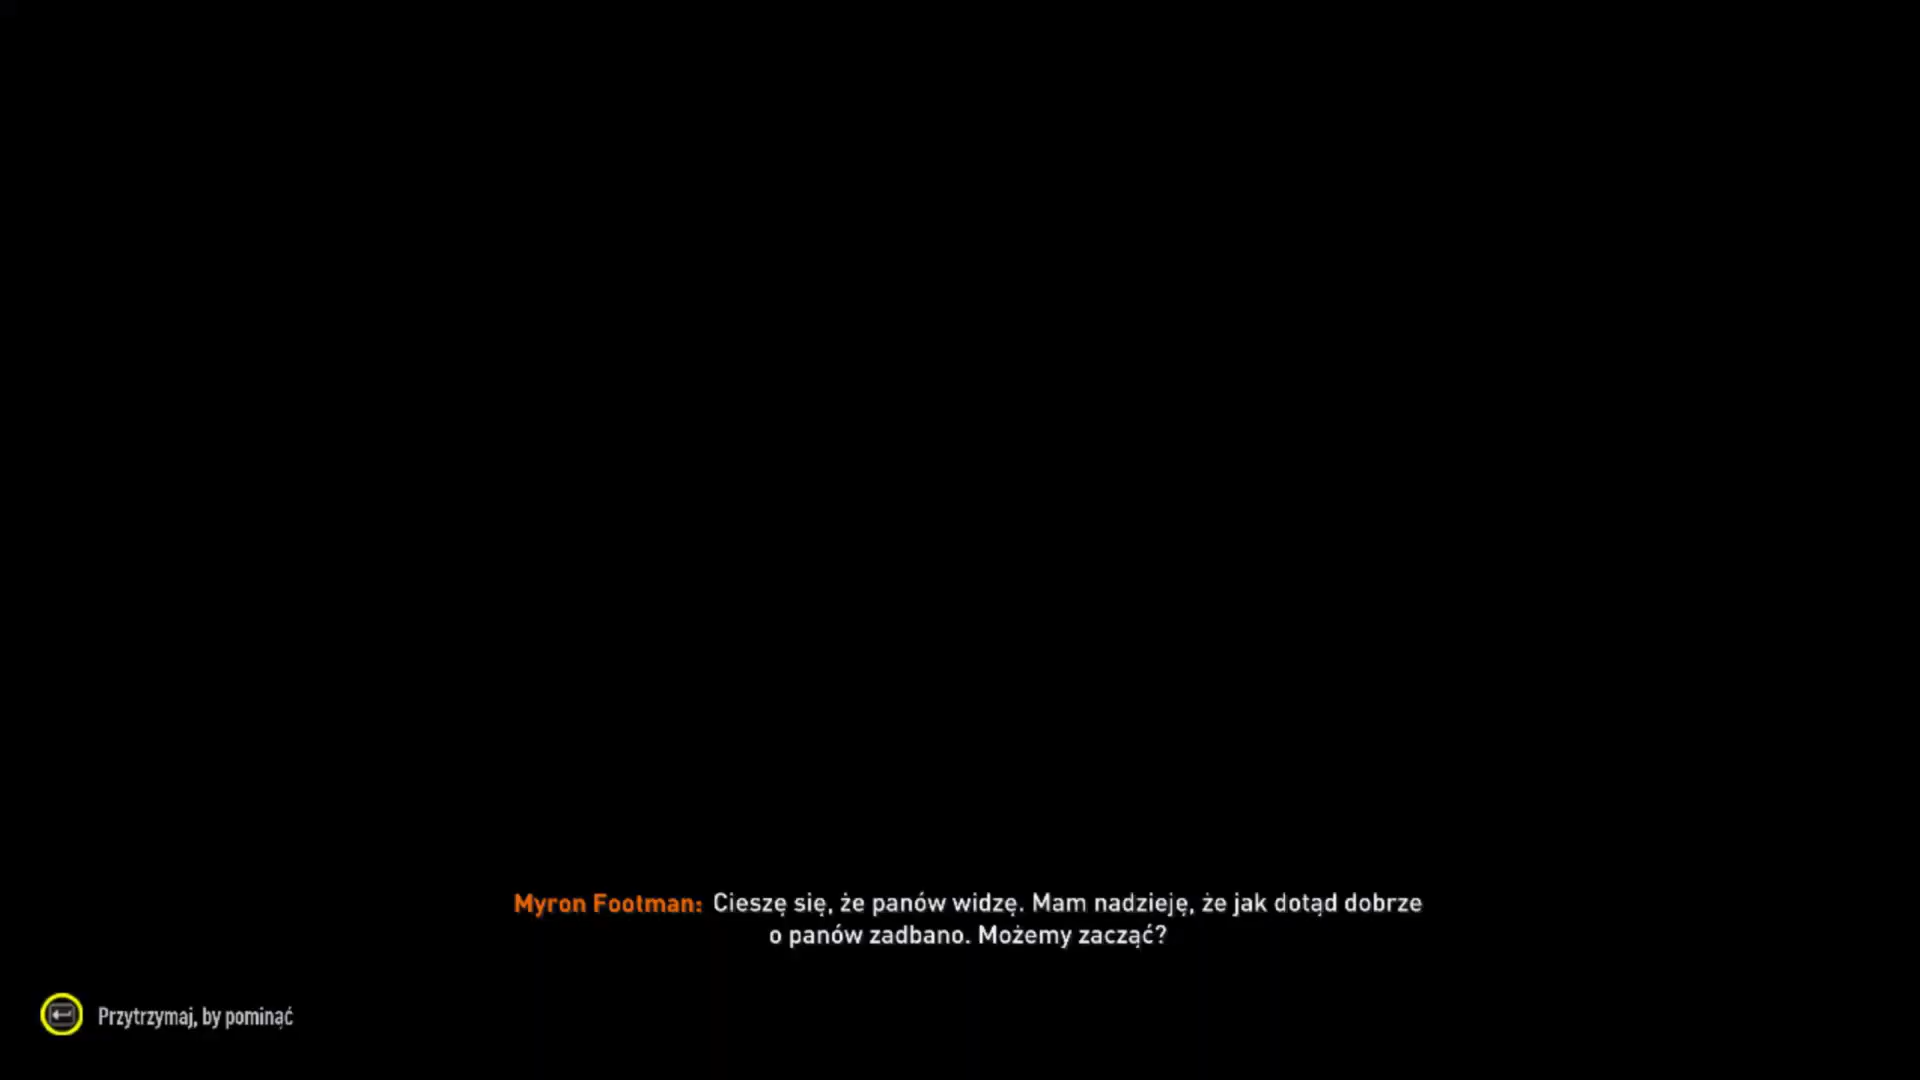 Myron Footman: Cieszę się, że panów widzę. Mam nadzieję, że jak dotąd dobrze
o panów zadbano. Możemy zacząć?
Przytrzymaj, by pominąć